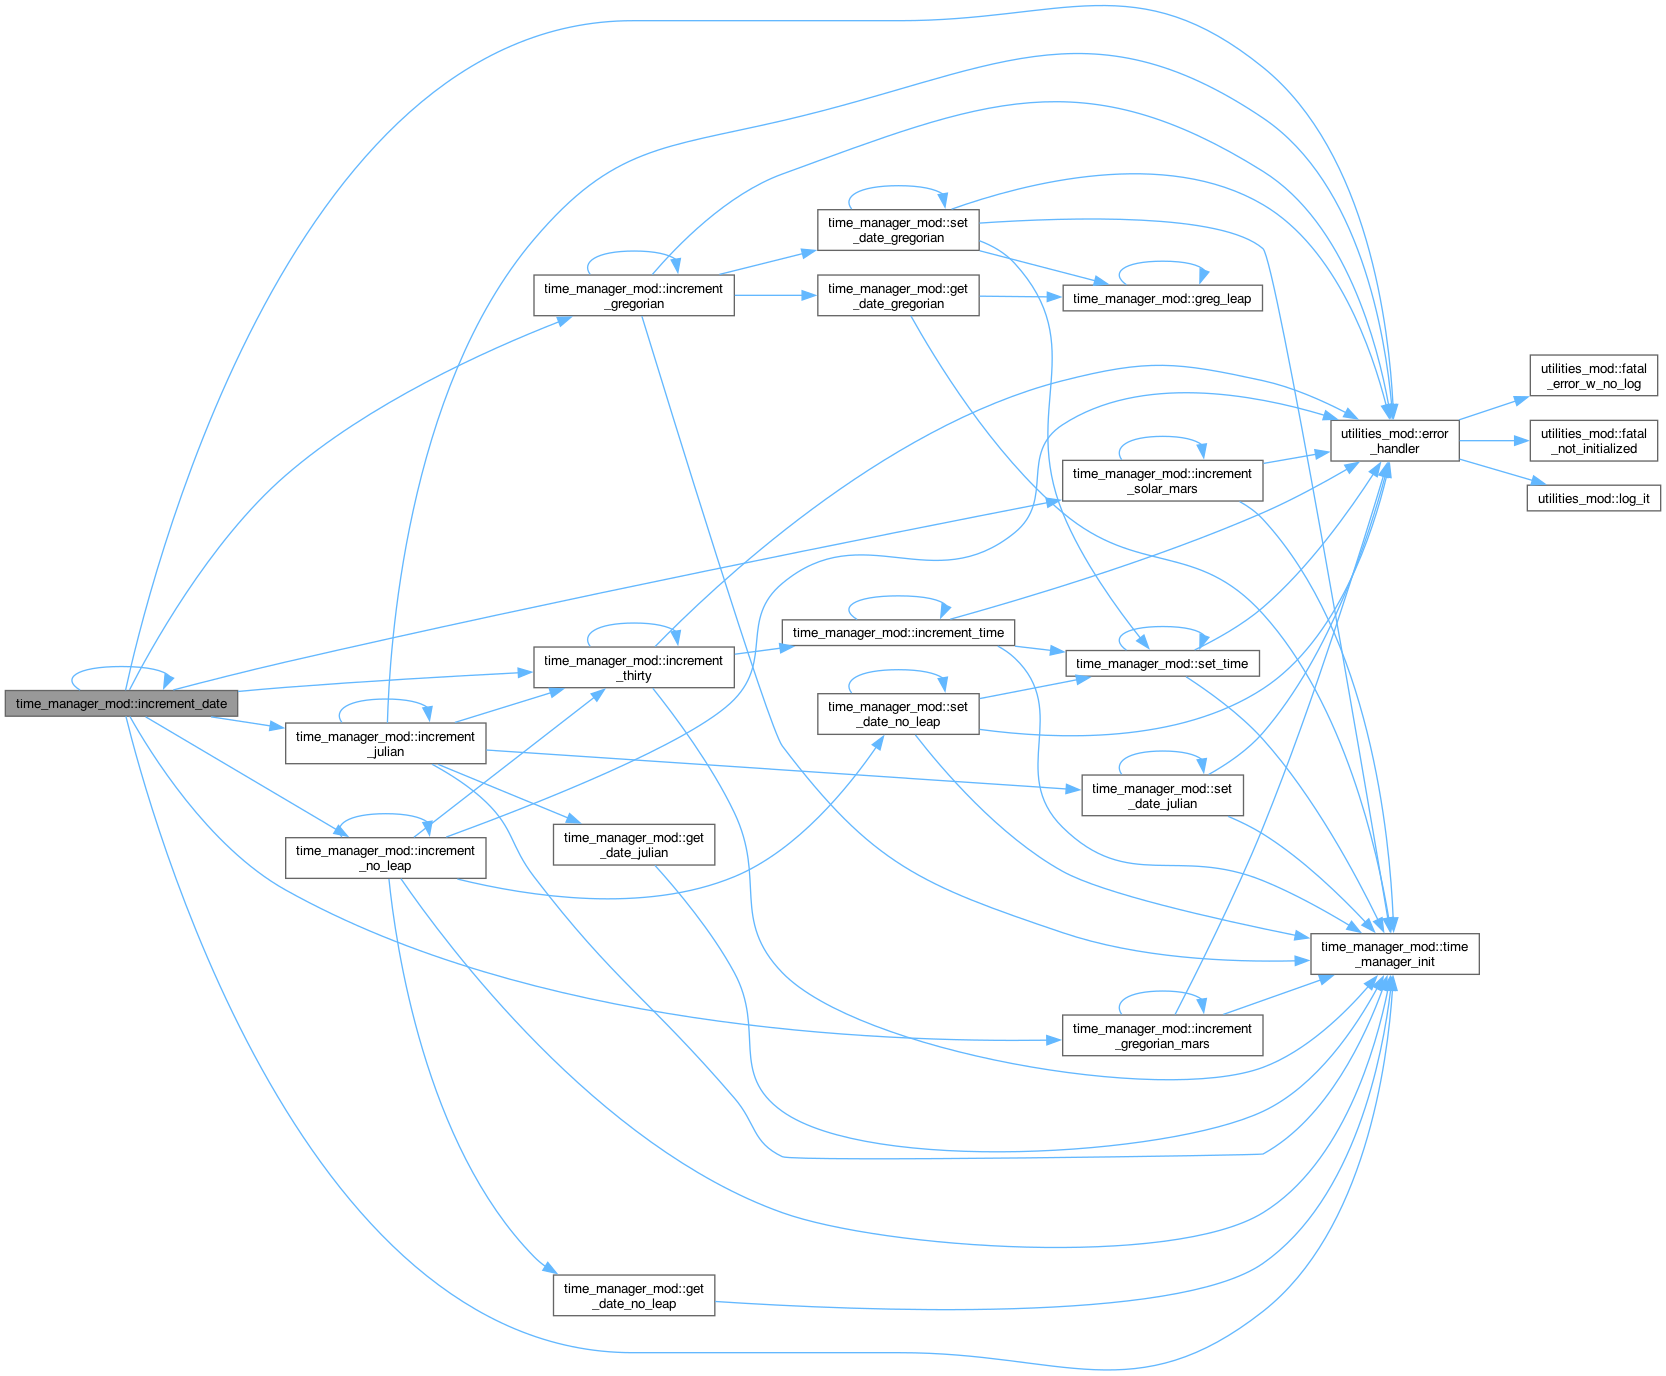 time_manager_mod::increment_date
time_manager_mod::increment
_gregorian
time_manager_mod::increment
_thirty
time_manager_mod::increment
_julian
time_manager_mod::increment
_no_leap
time_manager_mod::get
_date_julian
time_manager_mod::get
_date_no_leap
time_manager_mod::set
_date_gregorian
time_manager_mod::get
_date_gregorian
time_manager_mod::increment_time
time_manager_mod::set
_date_no_leap
time_manager_mod::greg_leap
time_manager_mod::increment
_solar_mars
time_manager_mod::set_time
time_manager_mod::set
_date_julian
time_manager_mod::increment
_gregorian_mars
utilities_mod::error
_handler
time_manager_mod::time
_manager_init
utilities_mod::fatal
_error_w_no_log
utilities_mod::fatal
_not_initialized
utilities_mod::log_it